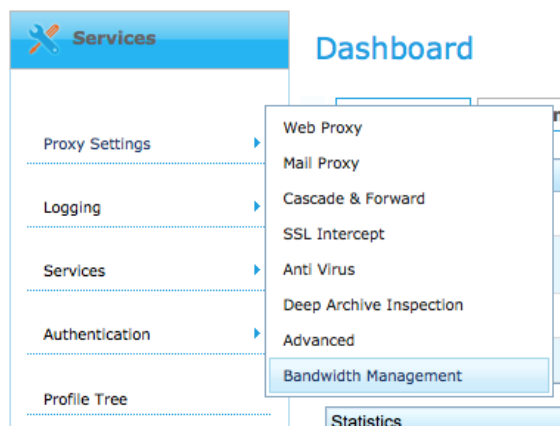 Services
Dashboard
Proxy Settings
Web Proxy
Mail Proxy
Cascade & Forward
SSL Intercept
Anti Virus
Deep Archive Inspection
Advanced
Bandwidth Management
Logging
Services
Authentication
Profile Tree
Statistics